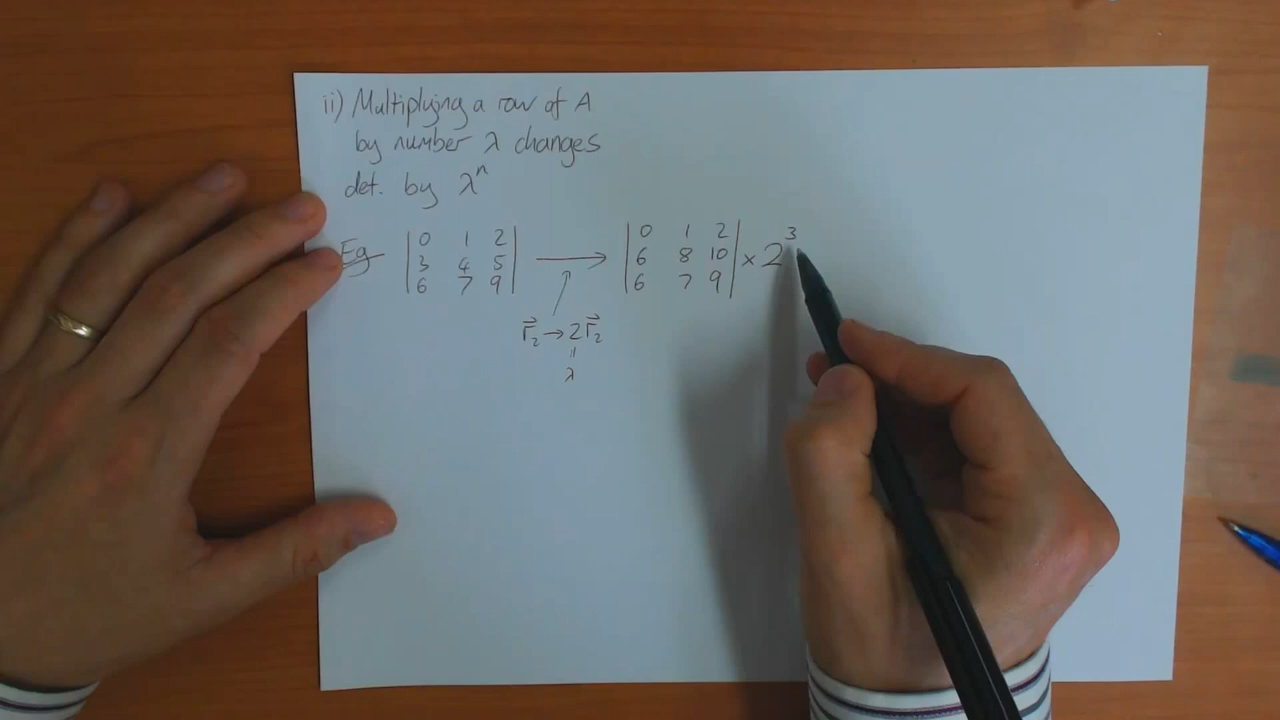 ii) Multiplying a row of A
by number λ changes
det. by λⁿ
Eg | 0 1 2 | ⟶ | 0 1 2 | × 2³
| 3 4 5 | | 6 8 10 |
| 6 7 9 | | 6 7 9 |
r⃗₂ → 2r⃗₂
=
λ